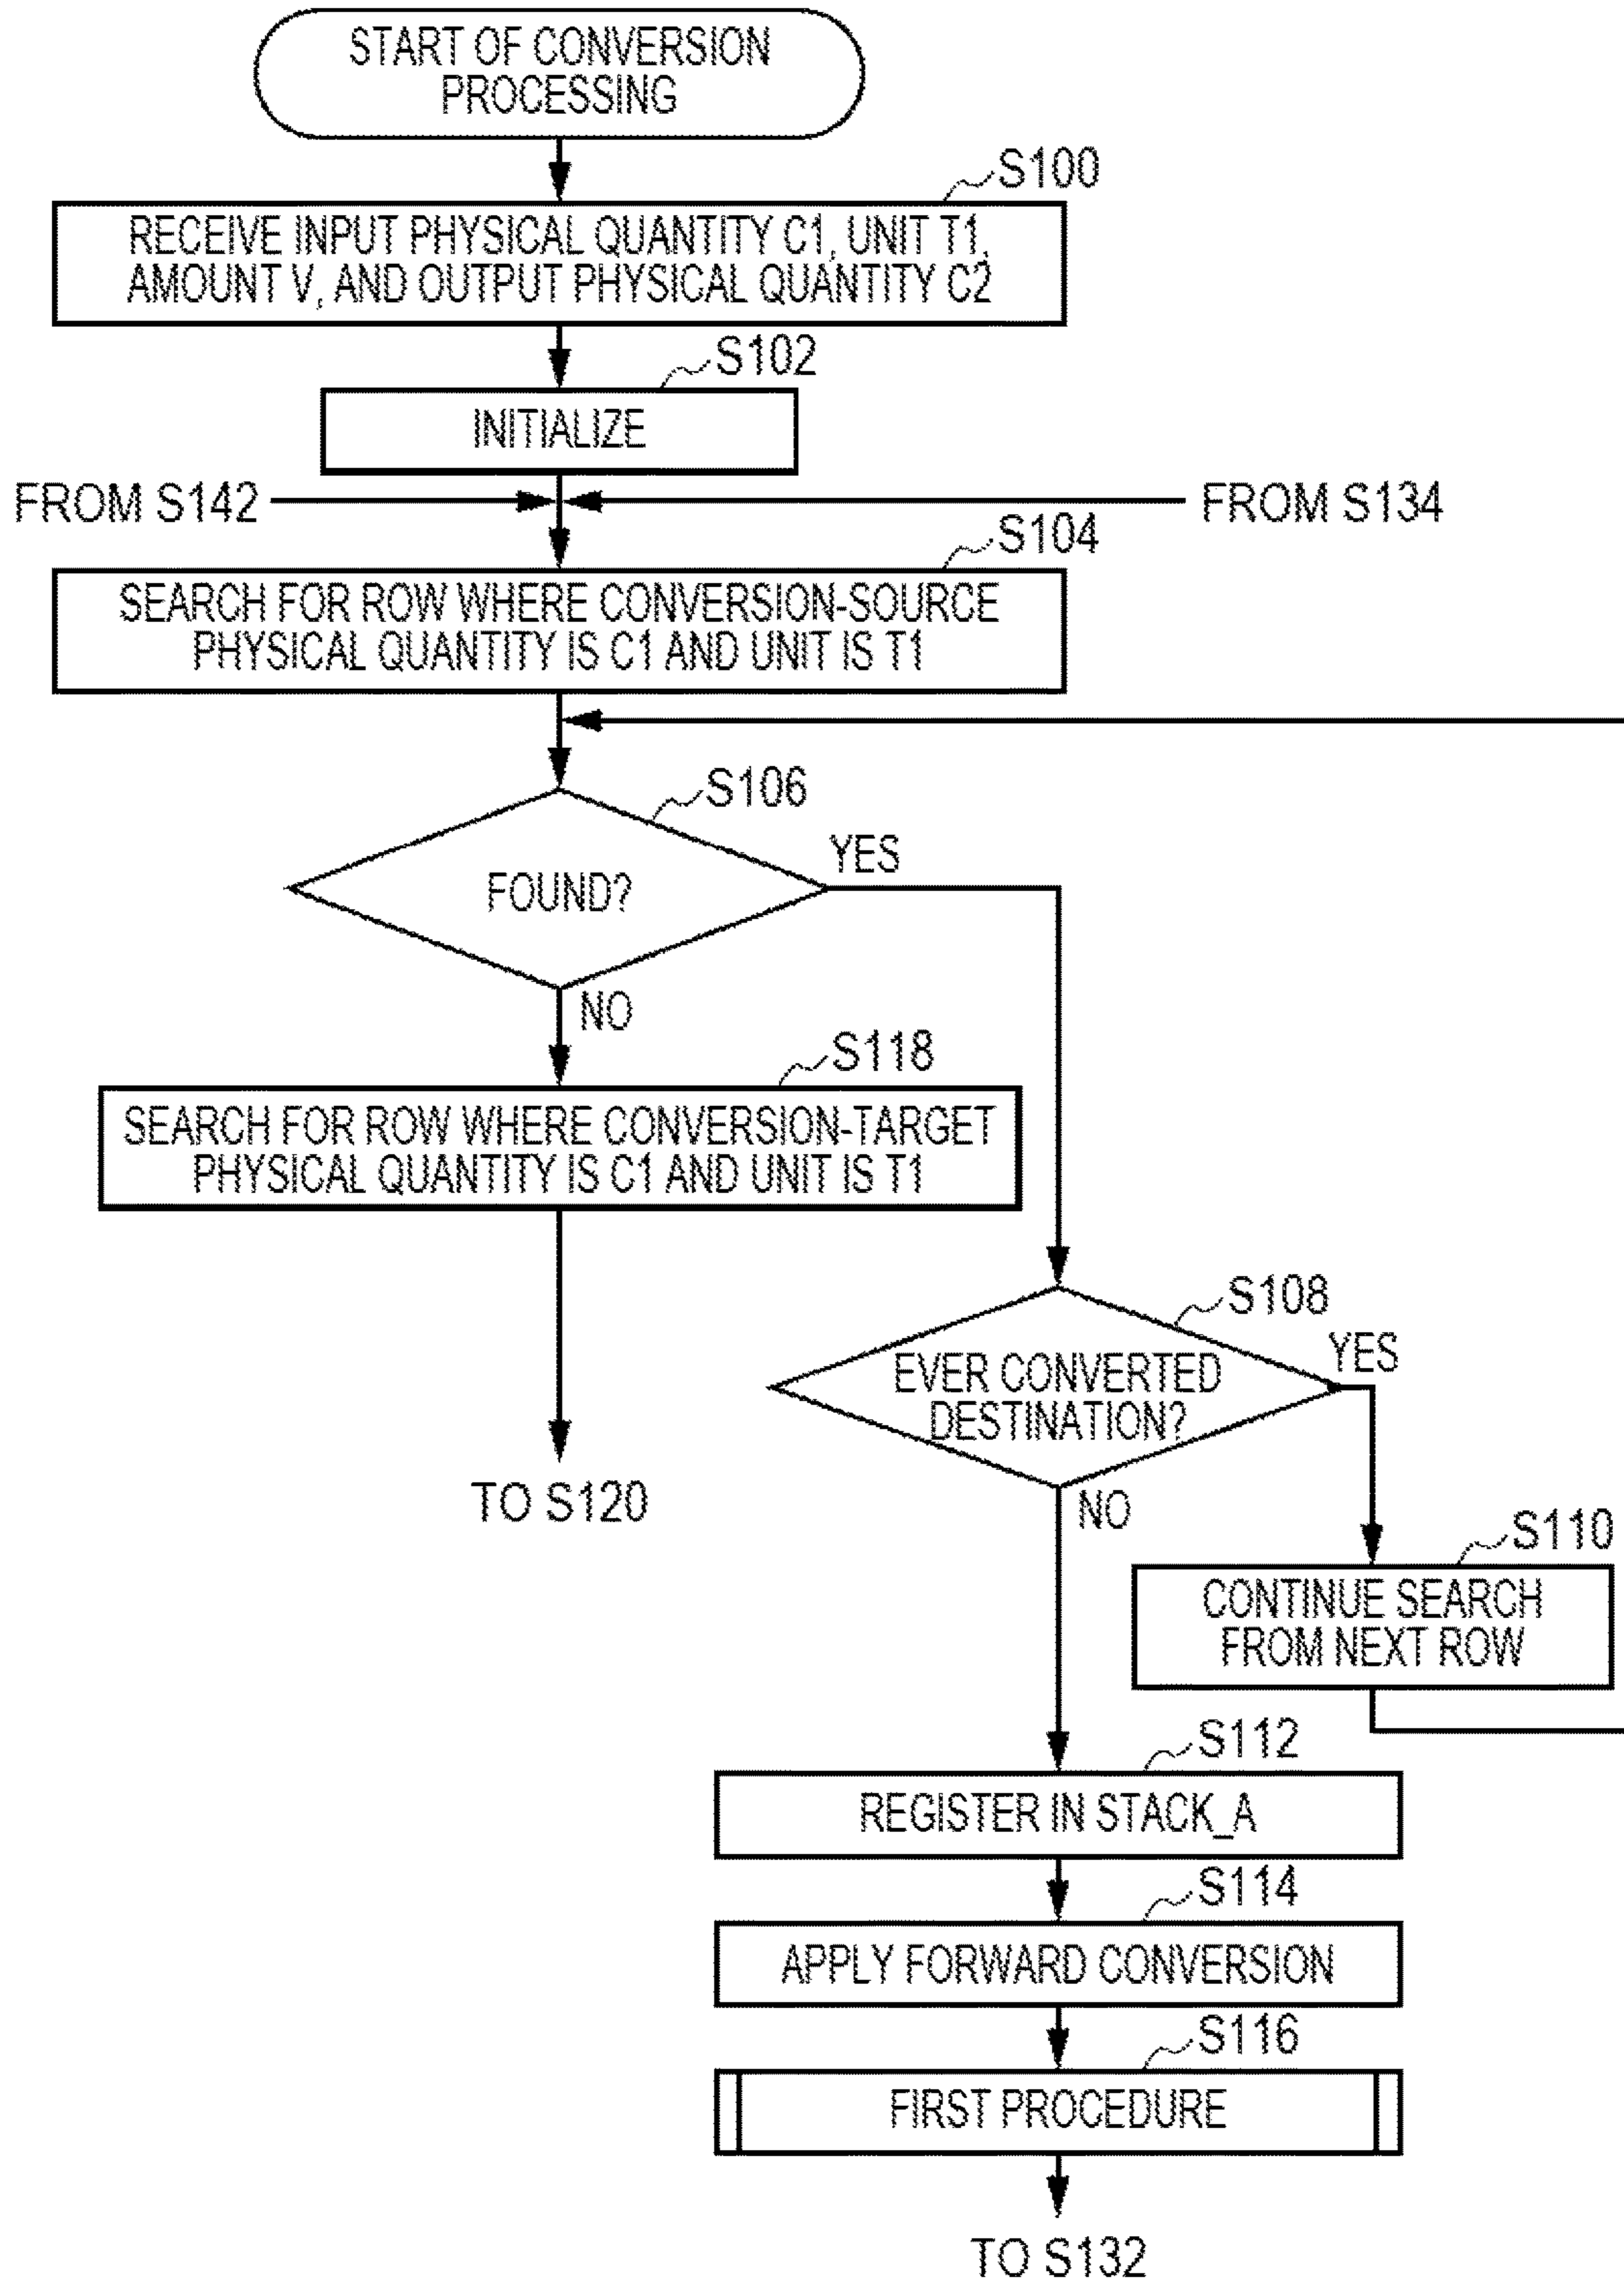 START OF CONVERSION
PROCESSING
S100
RECEIVE INPUT PHYSICAL QUANTITY C1, UNIT T1,
AMOUNT V, AND OUTPUT PHYSICAL QUANTITY C2
S102
INITIALIZE
FROM S142
FROM S134
S104
SEARCH FOR ROW WHERE CONVERSION-SOURCE
PHYSICAL QUANTITY IS C1 AND UNIT IS T1
S106
FOUND?
YES
NO
S118
SEARCH FOR ROW WHERE CONVERSION-TARGET
PHYSICAL QUANTITY IS C1 AND UNIT IS T1
TO S120
S108
EVER CONVERTED
DESTINATION?
YES
NO
S110
CONTINUE SEARCH
FROM NEXT ROW
S112
REGISTER IN STACK_A
S114
APPLY FORWARD CONVERSION
S116
FIRST PROCEDURE
TO S132